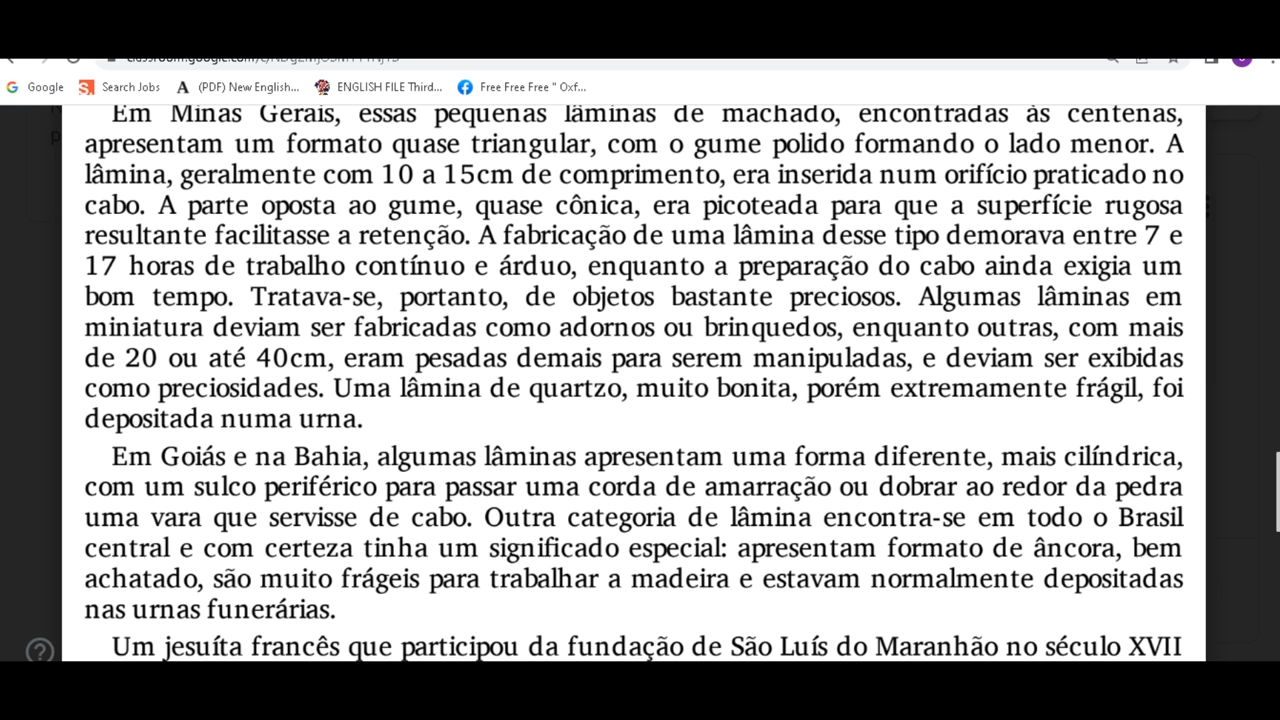 Google
Search Jobs
(PDF) New English...
ENGLISH FILE Third...
Free Free Free " Oxf...
Em Minas Gerais, essas pequenas lâminas de machado, encontradas às centenas,
apresentam um formato quase triangular, com o gume polido formando o lado menor. A
lâmina, geralmente com 10 a 15cm de comprimento, era inserida num orifício praticado no
cabo. A parte oposta ao gume, quase cônica, era picoteada para que a superfície rugosa
resultante facilitasse a retenção. A fabricação de uma lâmina desse tipo demorava entre 7 e
17 horas de trabalho contínuo e árduo, enquanto a preparação do cabo ainda exigia um
bom tempo. Tratava-se, portanto, de objetos bastante preciosos. Algumas lâminas em
miniatura deviam ser fabricadas como adornos ou brinquedos, enquanto outras, com mais
de 20 ou até 40cm, eram pesadas demais para serem manipuladas, e deviam ser exibidas
como preciosidades. Uma lâmina de quartzo, muito bonita, porém extremamente frágil, foi
depositada numa urna.
Em Goiás e na Bahia, algumas lâminas apresentam uma forma diferente, mais cilíndrica,
com um sulco periférico para passar uma corda de amarração ou dobrar ao redor da pedra
uma vara que servisse de cabo. Outra categoria de lâmina encontra-se em todo o Brasil
central e com certeza tinha um significado especial: apresentam formato de âncora, bem
achatado, são muito frágeis para trabalhar a madeira e estavam normalmente depositadas
nas urnas funerárias.
Um jesuíta francês que participou da fundação de São Luís do Maranhão no século XVII